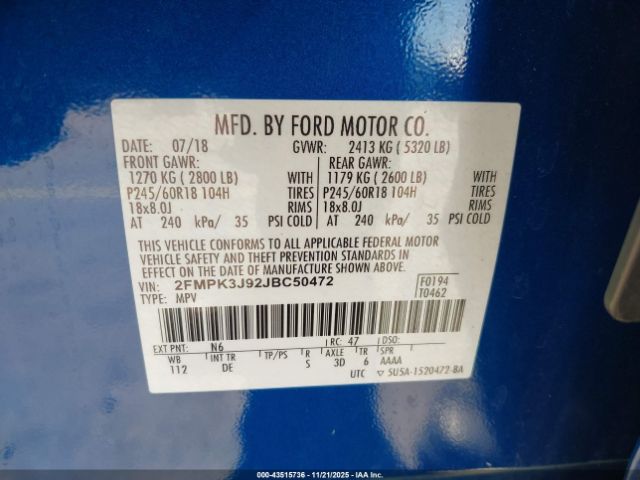 MFD. BY FORD MOTOR CO.
DATE: 07/18 GVWR: 2413 KG ( 5320 LB)
FRONT GAWR: REAR GAWR:
1270 KG ( 2800 LB) WITH 1179 KG ( 2600 LB) WITH
P245/60R18 104H TIRES P245/60R18 104H TIRES
18x8.0J RIMS 18x8.0J RIMS
AT 240 kPa/ 35 PSI COLD AT 240 kPa/ 35 PSI COLD
THIS VEHICLE CONFORMS TO ALL APPLICABLE FEDERAL MOTOR
VEHICLE SAFETY AND THEFT PREVENTION STANDARDS IN
EFFECT ON THE DATE OF MANUFACTURE SHOWN ABOVE.
VIN: 2FMPK3J92JBC50472 F0194
TYPE: MPV T0462
EXT PNT: N6 RC: 47 DSO:
WB INT TR TP/PS R AXLE TR SPR
112 DE S 3D 6 AAAA
UTC 5U5A-1520472-BA
000-43515736 - 11/21/2025 - IAA Inc.